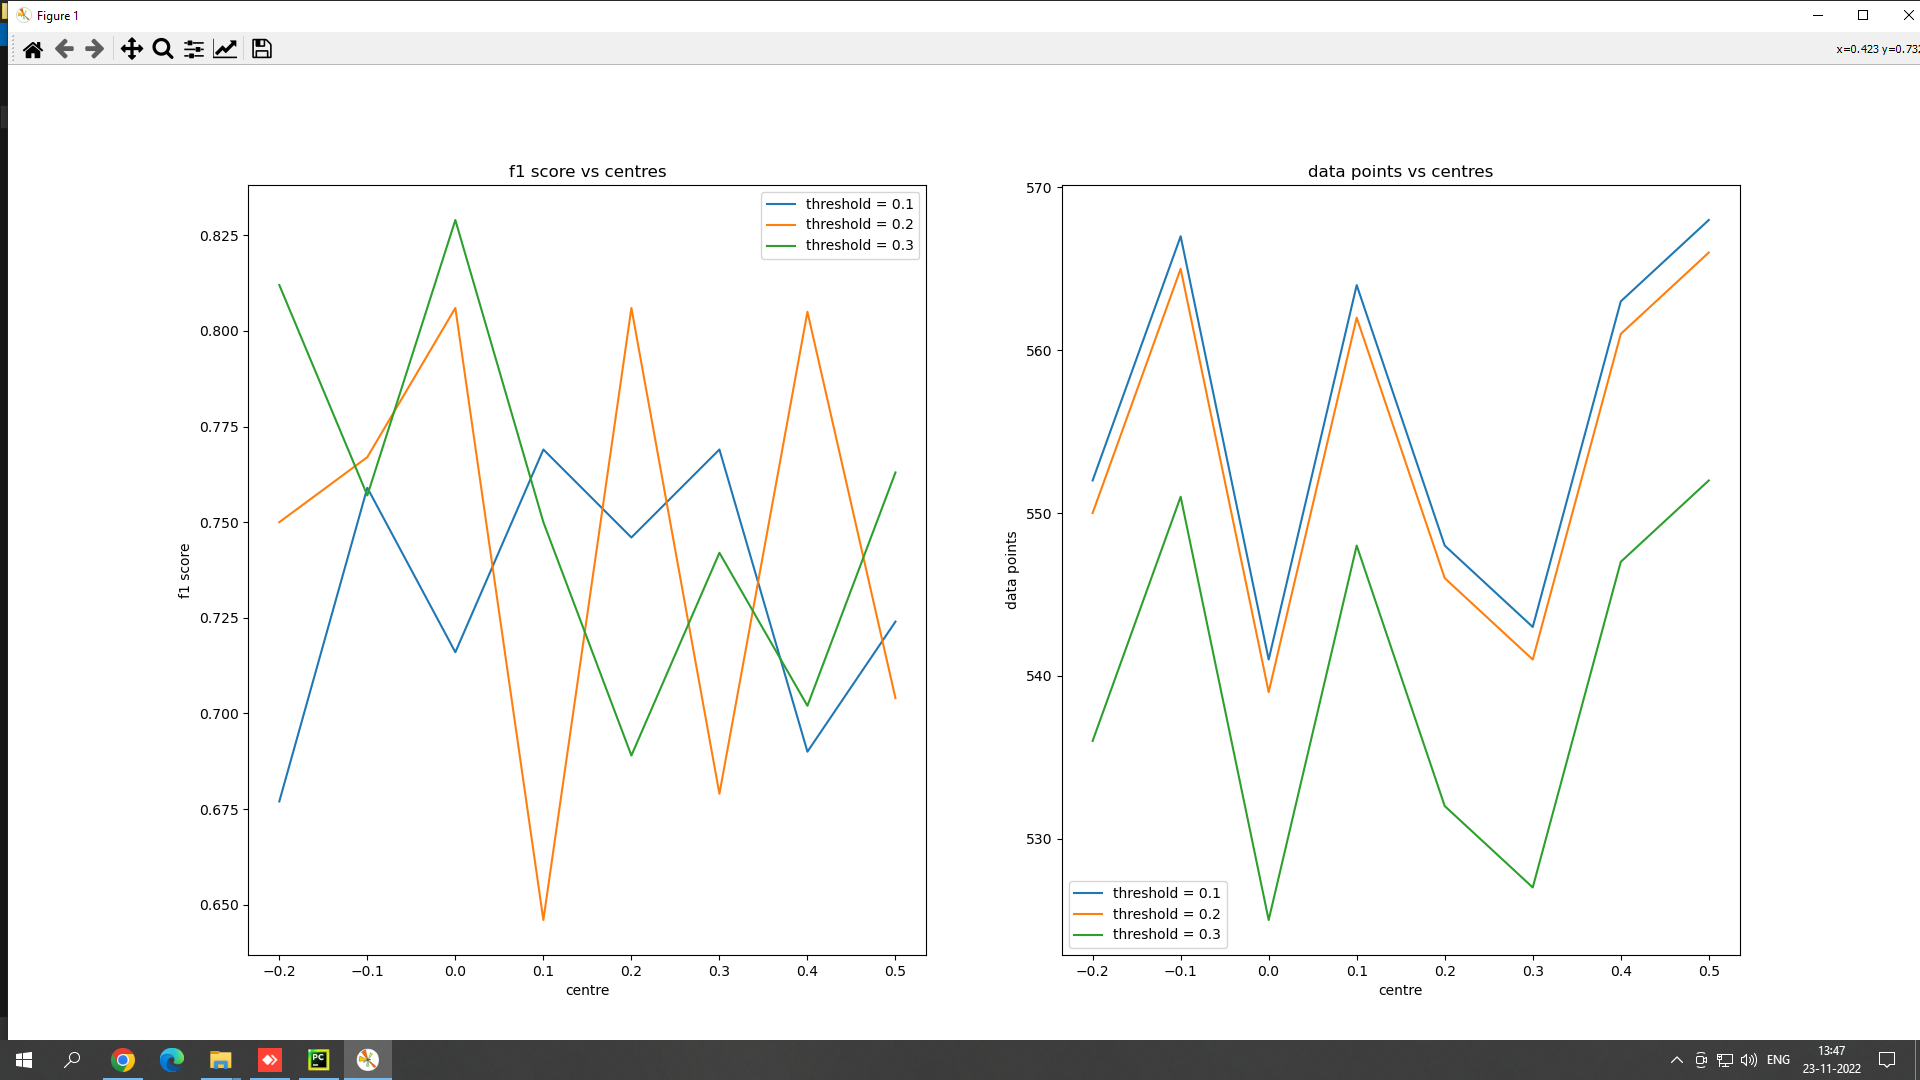 Figure 1
x=0.423 y=0.732
f1 score vs centres
threshold = 0.1
threshold = 0.2
threshold = 0.3
0.825
0.800
0.775
0.750
0.725
0.700
0.675
0.650
f1 score
−0.2 −0.1 0.0 0.1 0.2 0.3 0.4 0.5
centre
data points vs centres
570
560
550
540
530
data points
threshold = 0.1
threshold = 0.2
threshold = 0.3
−0.2 −0.1 0.0 0.1 0.2 0.3 0.4 0.5
centre
PC
ENG
13:47
23-11-2022